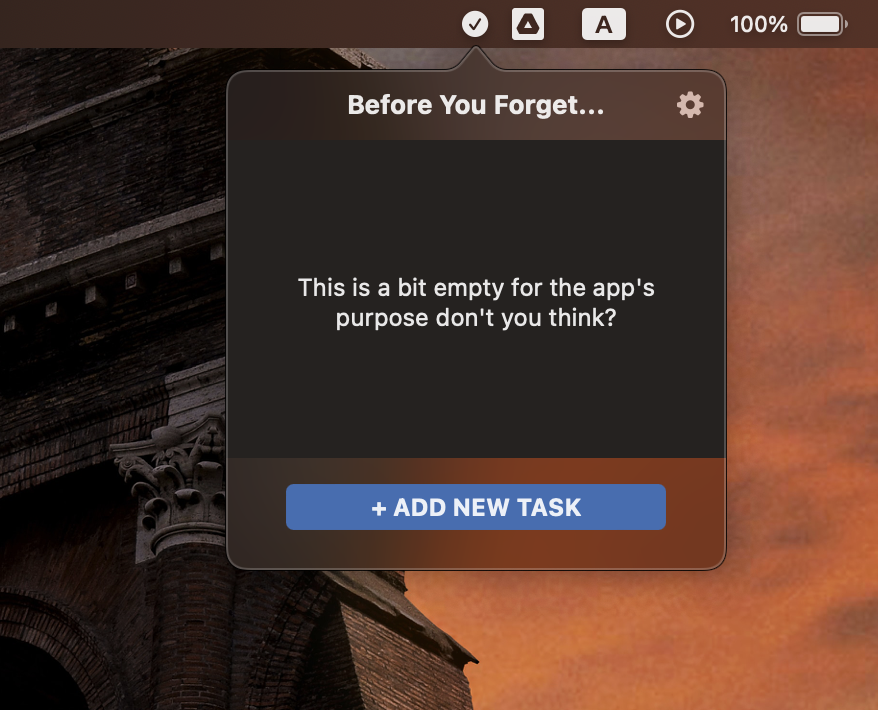 A
100%
Before You Forget...
This is a bit empty for the app's
purpose don't you think?
+ ADD NEW TASK